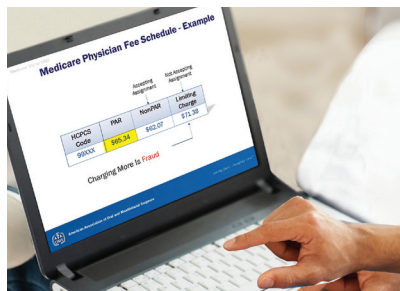 Medicare Physician Fee Schedule - Example
Accepting Assignment
Not Accepting Assignment
HCPCS Code
PAR
NonPAR
Limiting Charge
99XXX
$65.34
$62.07
$71.38
Charging More Is Fraud
American Association of Oral and Maxillofacial Surgeons